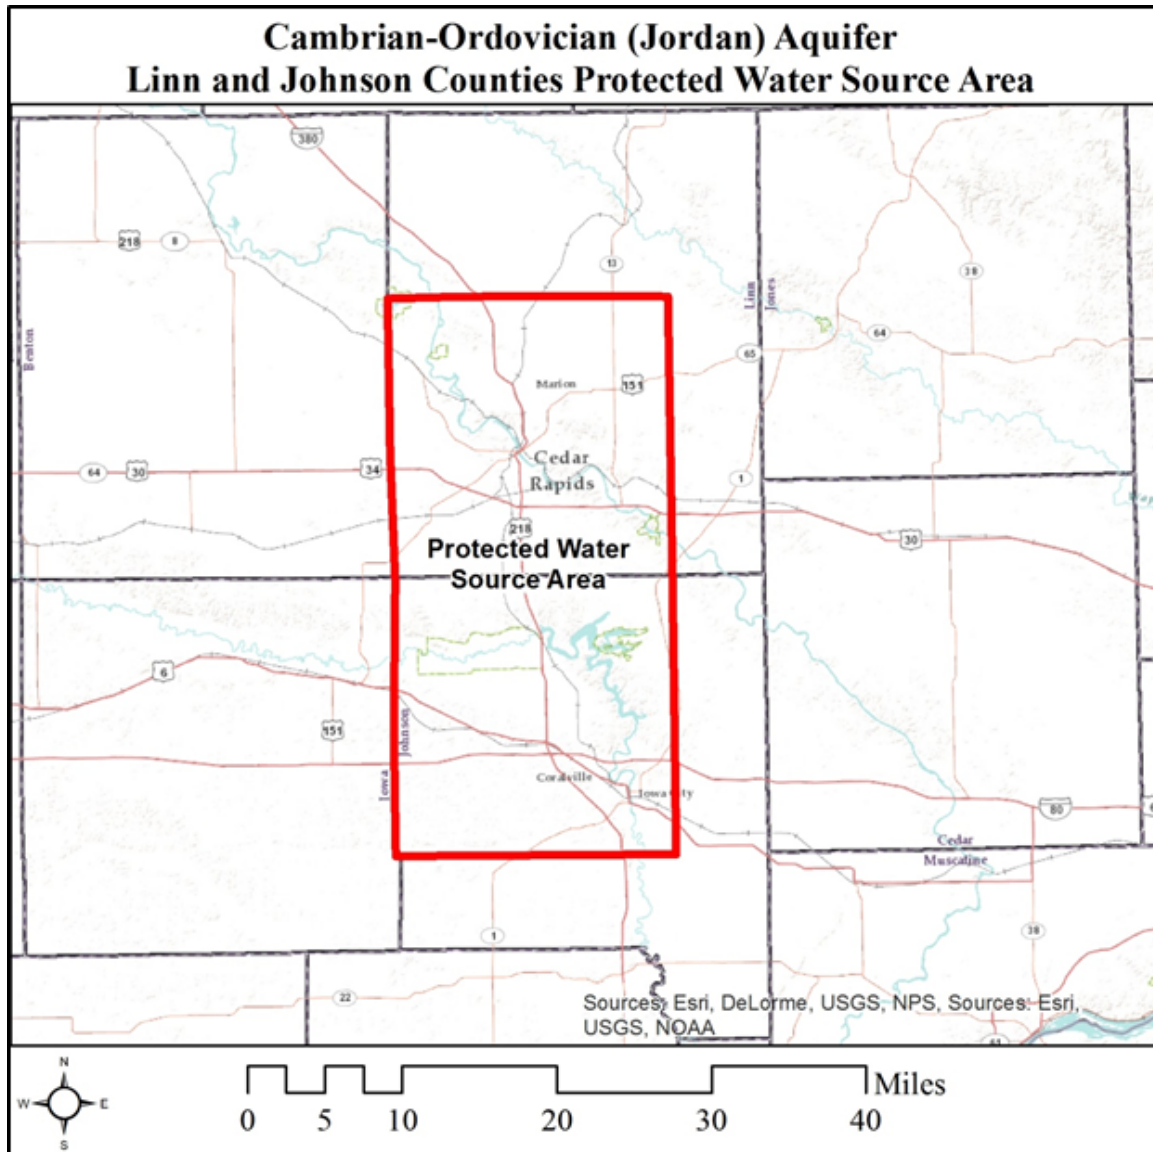 Cambrian-Ordovician (Jordan) Aquifer
Linn and Johnson Counties Protected Water Source Area
380
218
8
13
38
Linn
Jones
Benton
64
65
Marion
151
Cedar
Rapids
64
30
34
1
218
30
Protected Water
Source Area
6
151
Johnson
Iowa
Coralville
Iowa City
80
6
Cedar
Muscatine
1
38
22
Sources: Esri, DeLorme, USGS, NPS, Sources: Esri,
USGS, NOAA
61
N
W
E
S
Miles
0
5
10
20
30
40